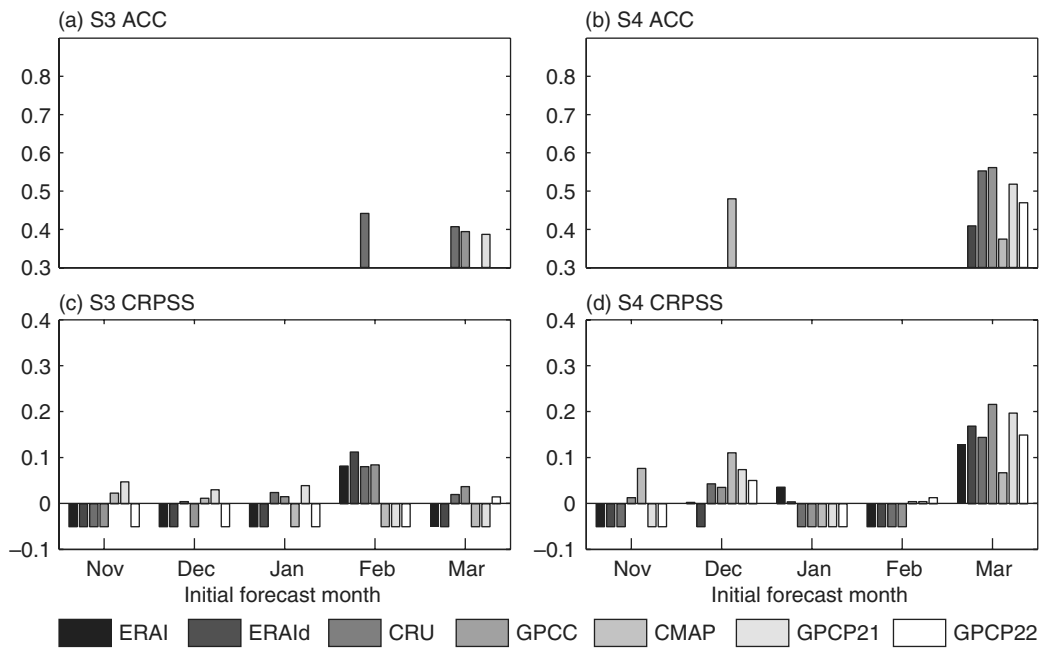 (a) S3 ACC
0.8
0.7
0.6
0.5
0.4
0.3
(b) S4 ACC
0.8
0.7
0.6
0.5
0.4
0.3
(c) S3 CRPSS
0.4
0.3
0.2
0.1
0
−0.1
Nov Dec Jan Feb Mar
Initial forecast month
(d) S4 CRPSS
0.4
0.3
0.2
0.1
0
−0.1
Nov Dec Jan Feb Mar
Initial forecast month
ERAI ERAId CRU GPCC CMAP GPCP21 GPCP22